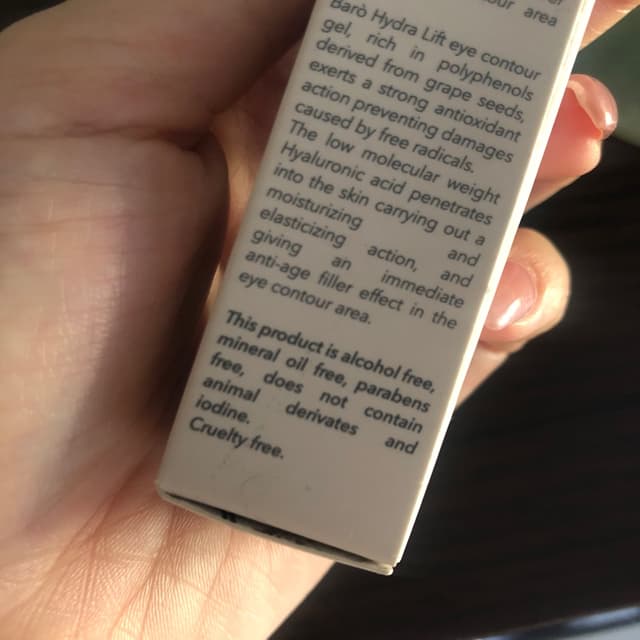 our area
darò Hydra Lift eye contour
gel, rich in polyphenols
derived from grape seeds,
exerts a strong antioxidant
action preventing damages
caused by free radicals.
The low molecular weight
Hyaluronic acid penetrates
into the skin carrying out a
moisturizing and
elasticizing action, and
giving an immediate
anti-age filler effect in the
eye contour area.
This product is alcohol free,
mineral oil free, parabens
free, does not contain
animal derivates and
iodine.
Cruelty free.